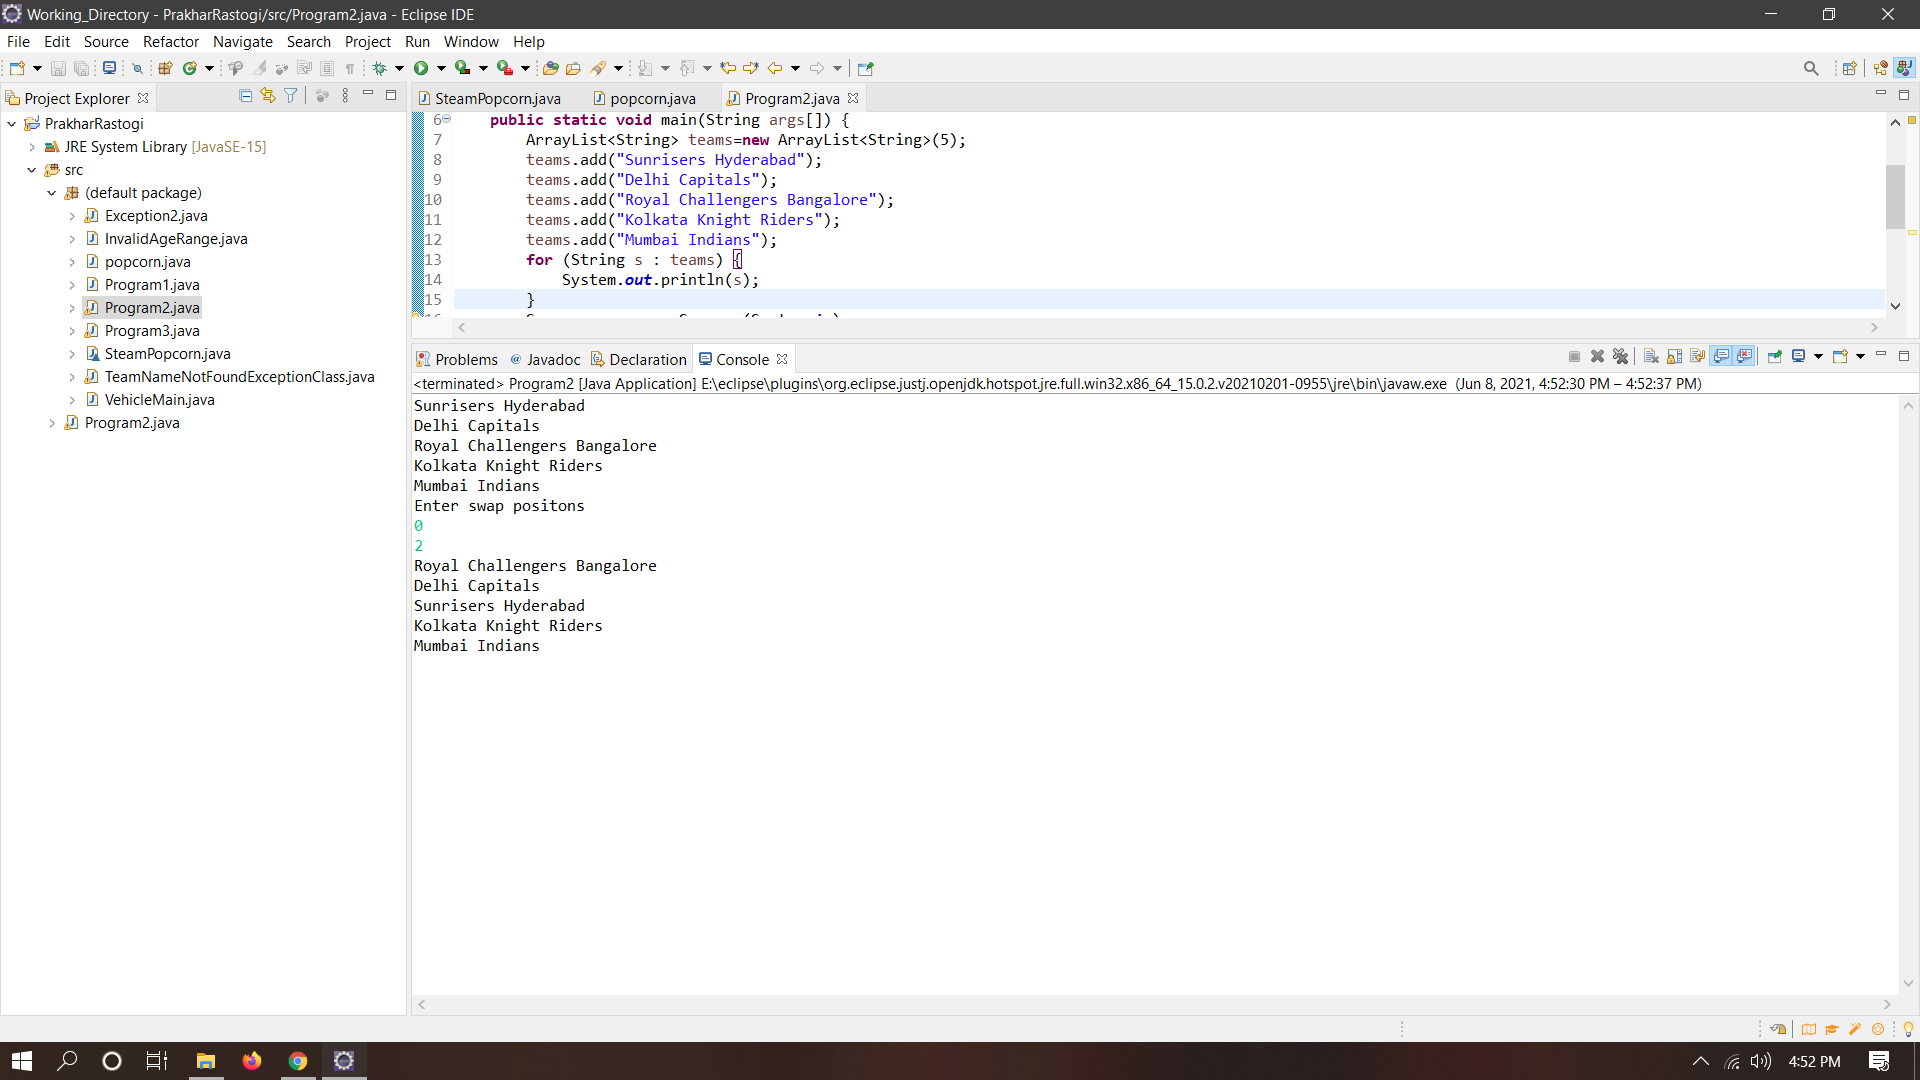 Working_Directory - PrakharRastogi/src/Program2.java - Eclipse IDE
File Edit Source Refactor Navigate Search Project Run Window Help
Project Explorer
PrakharRastogi
JRE System Library [JavaSE-15]
src
(default package)
Exception2.java
InvalidAgeRange.java
popcorn.java
Program1.java
Program2.java
Program3.java
SteamPopcorn.java
TeamNameNotFoundExceptionClass.java
VehicleMain.java
Program2.java
SteamPopcorn.java popcorn.java Program2.java
6 public static void main(String args[]) {
7 ArrayList<String> teams=new ArrayList<String>(5);
8 teams.add("Sunrisers Hyderabad");
9 teams.add("Delhi Capitals");
10 teams.add("Royal Challengers Bangalore");
11 teams.add("Kolkata Knight Riders");
12 teams.add("Mumbai Indians");
13 for (String s : teams) {
14 System.out.println(s);
15 }
Problems Javadoc Declaration Console
<terminated> Program2 [Java Application] E:\eclipse\plugins\org.eclipse.justj.openjdk.hotspot.jre.full.win32.x86_64_15.0.2.v20210201-0955\jre\bin\javaw.exe (Jun 8, 2021, 4:52:30 PM – 4:52:37 PM)
Sunrisers Hyderabad
Delhi Capitals
Royal Challengers Bangalore
Kolkata Knight Riders
Mumbai Indians
Enter swap positons
0
2
Royal Challengers Bangalore
Delhi Capitals
Sunrisers Hyderabad
Kolkata Knight Riders
Mumbai Indians
4:52 PM